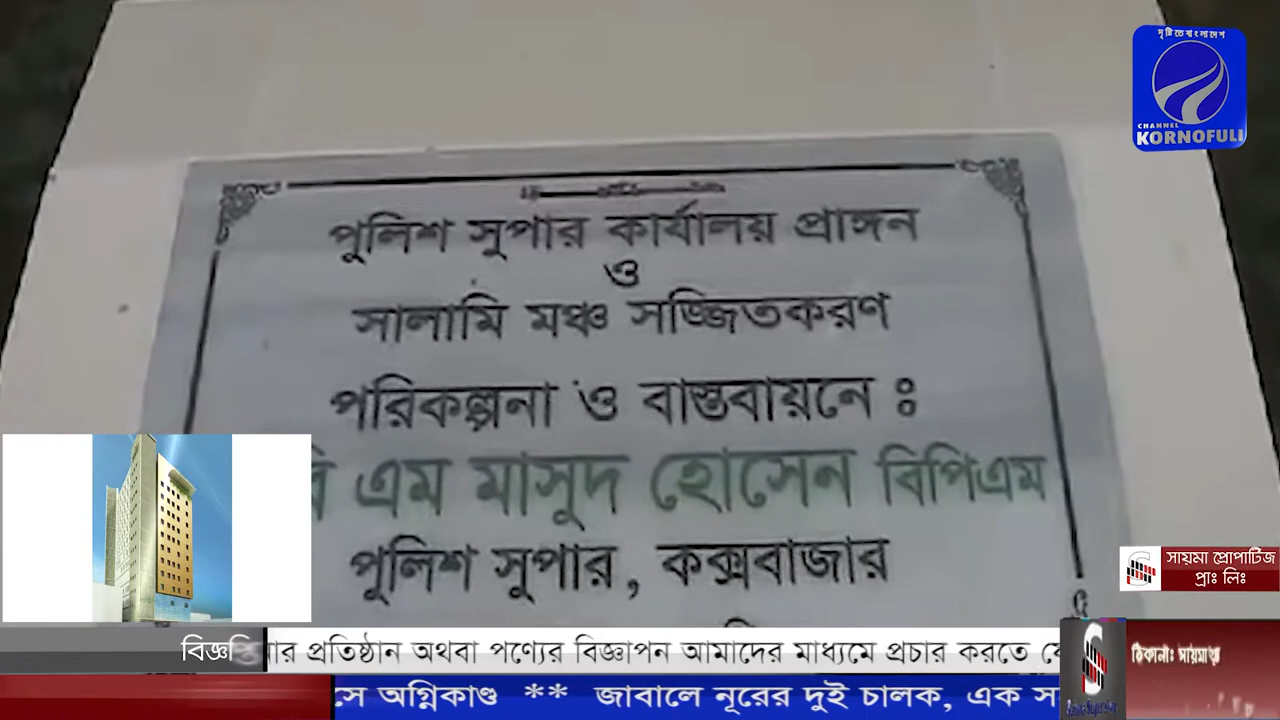 দৃষ্টিতে বাংলাদেশ
CHANNEL
KORNOFULI
পুলিশ সুপার কার্যালয় প্রাঙ্গন
ও
সালামি মঞ্চ সজ্জিতকরণ
পরিকল্পনা ও বাস্তবায়নে :
এম মাসুদ হোসেন বিপিএম
পুলিশ সুপার, কক্সবাজার
সায়মা প্রোপার্টিজ
প্রাঃ লিঃ
প্রতিষ্ঠান অথবা পণ্যের বিজ্ঞাপন আমাদের মাধ্যমে প্রচার করতে
ঠিকানাঃ
অগ্নিকাণ্ড ** জাবালে নূরের দুই চালক, এক